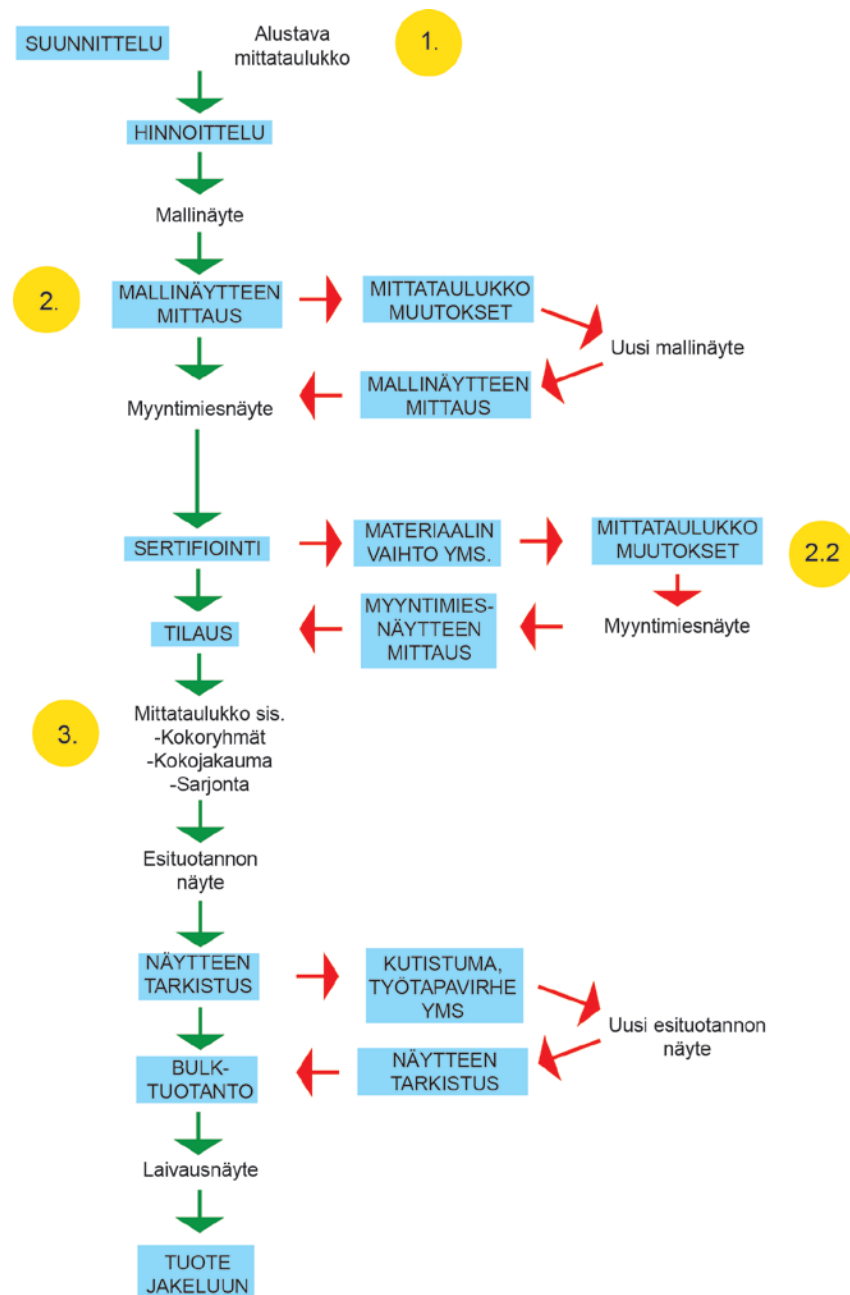 SUUNNITTELU
Alustava
mittataulukko
1.
HINNOITTELU
Mallinäyte
2.
MALLINÄYTTEEN
MITTAUS
MITTATAULUKKO
MUUTOKSET
Uusi mallinäyte
MALLINÄYTTEEN
MITTAUS
Myyntimiesnäyte
SERTIFIOINTI
MATERIAALIN
VAIHTO YMS.
MITTATAULUKKO
MUUTOKSET
2.2
TILAUS
MYYNTIMIES-
NÄYTTEEN
MITTAUS
Myyntimiesnäyte
3.
Mittataulukko sis.
-Kokoryhmät
-Kokojakauma
-Sarjonta
Esituotannon
näyte
NÄYTTEEN
TARKISTUS
KUTISTUMA,
TYÖTAPAVIRHE
YMS
Uusi esituotannon
näyte
BULK-
TUOTANTO
NÄYTTEEN
TARKISTUS
Laivausnäyte
TUOTE
JAKELUUN